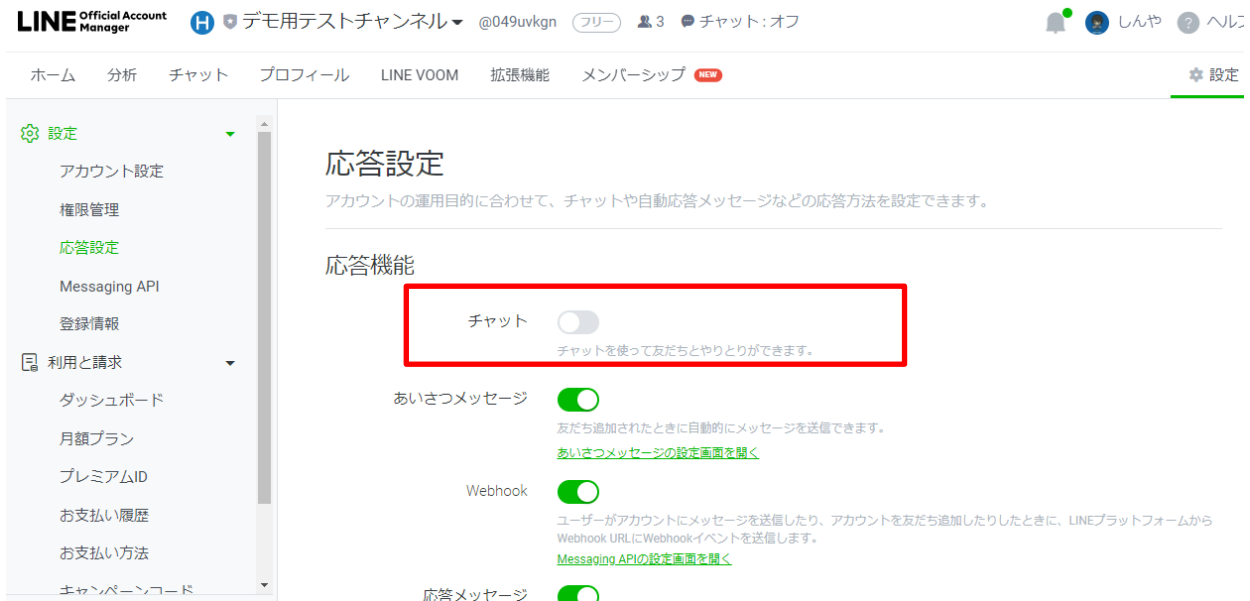 LINE Official Account Manager
デモ用テストチャンネル @049uvkgn フリー 3 チャット : オフ しんや ? ヘルプ
ホーム 分析 チャット プロフィール LINE VOOM 拡張機能 メンバーシップ NEW 設定
設定
アカウント設定
権限管理
応答設定
Messaging API
登録情報
利用と請求
ダッシュボード
月額プラン
プレミアムID
お支払い履歴
お支払い方法
キャンペーンコード
応答設定
アカウントの運用目的に合わせて、チャットや自動応答メッセージなどの応答方法を設定できます。
応答機能
チャット
チャットを使って友だちとやりとりができます。
あいさつメッセージ
友だち追加されたときに自動的にメッセージを送信できます。
あいさつメッセージの設定画面を開く
Webhook
ユーザーがアカウントにメッセージを送信したり、アカウントを友だち追加したりしたときに、LINEプラットフォームから
Webhook URLにWebhookイベントを送信します。
Messaging APIの設定画面を開く
応答メッセージ